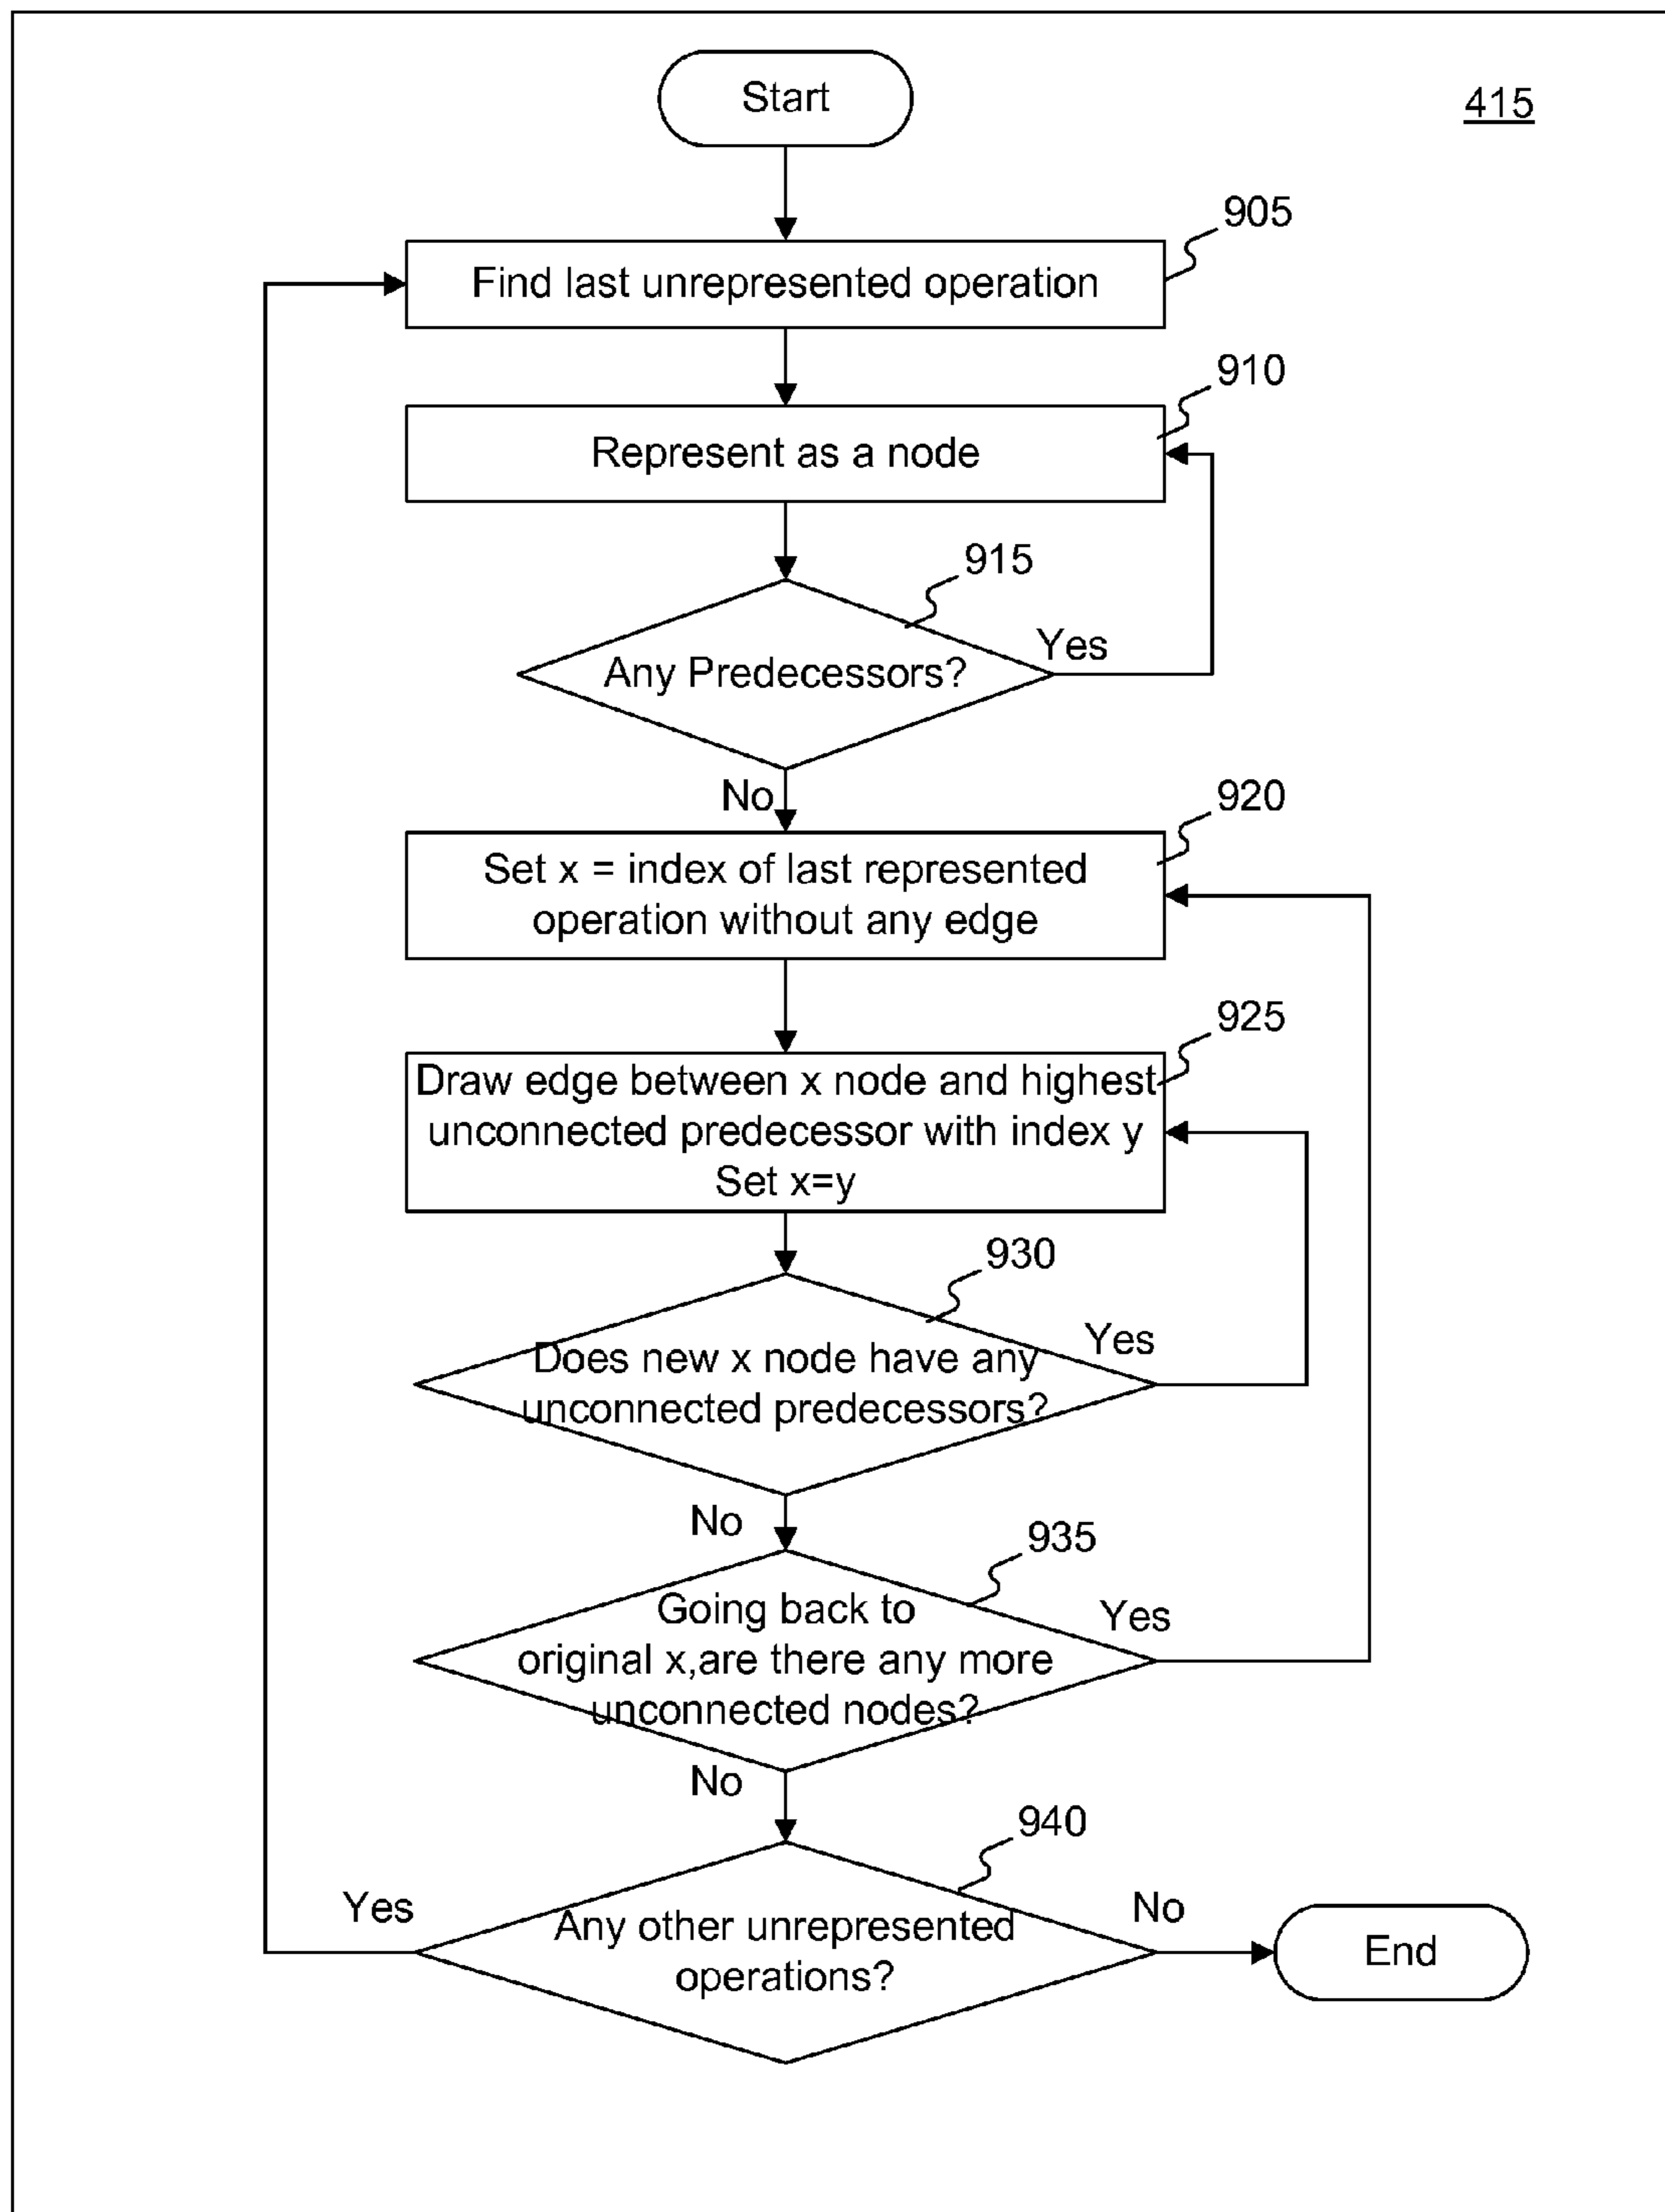 Start
415
905
Find last unrepresented operation
910
Represent as a node
915
Any Predecessors?
Yes
No
920
Set x = index of last represented
operation without any edge
925
Draw edge between x node and highest
unconnected predecessor with index y
Set x=y
930
Does new x node have any
unconnected predecessors?
Yes
No
935
Going back to
original x,are there any more
unconnected nodes?
Yes
No
940
Any other unrepresented
operations?
Yes
No
End